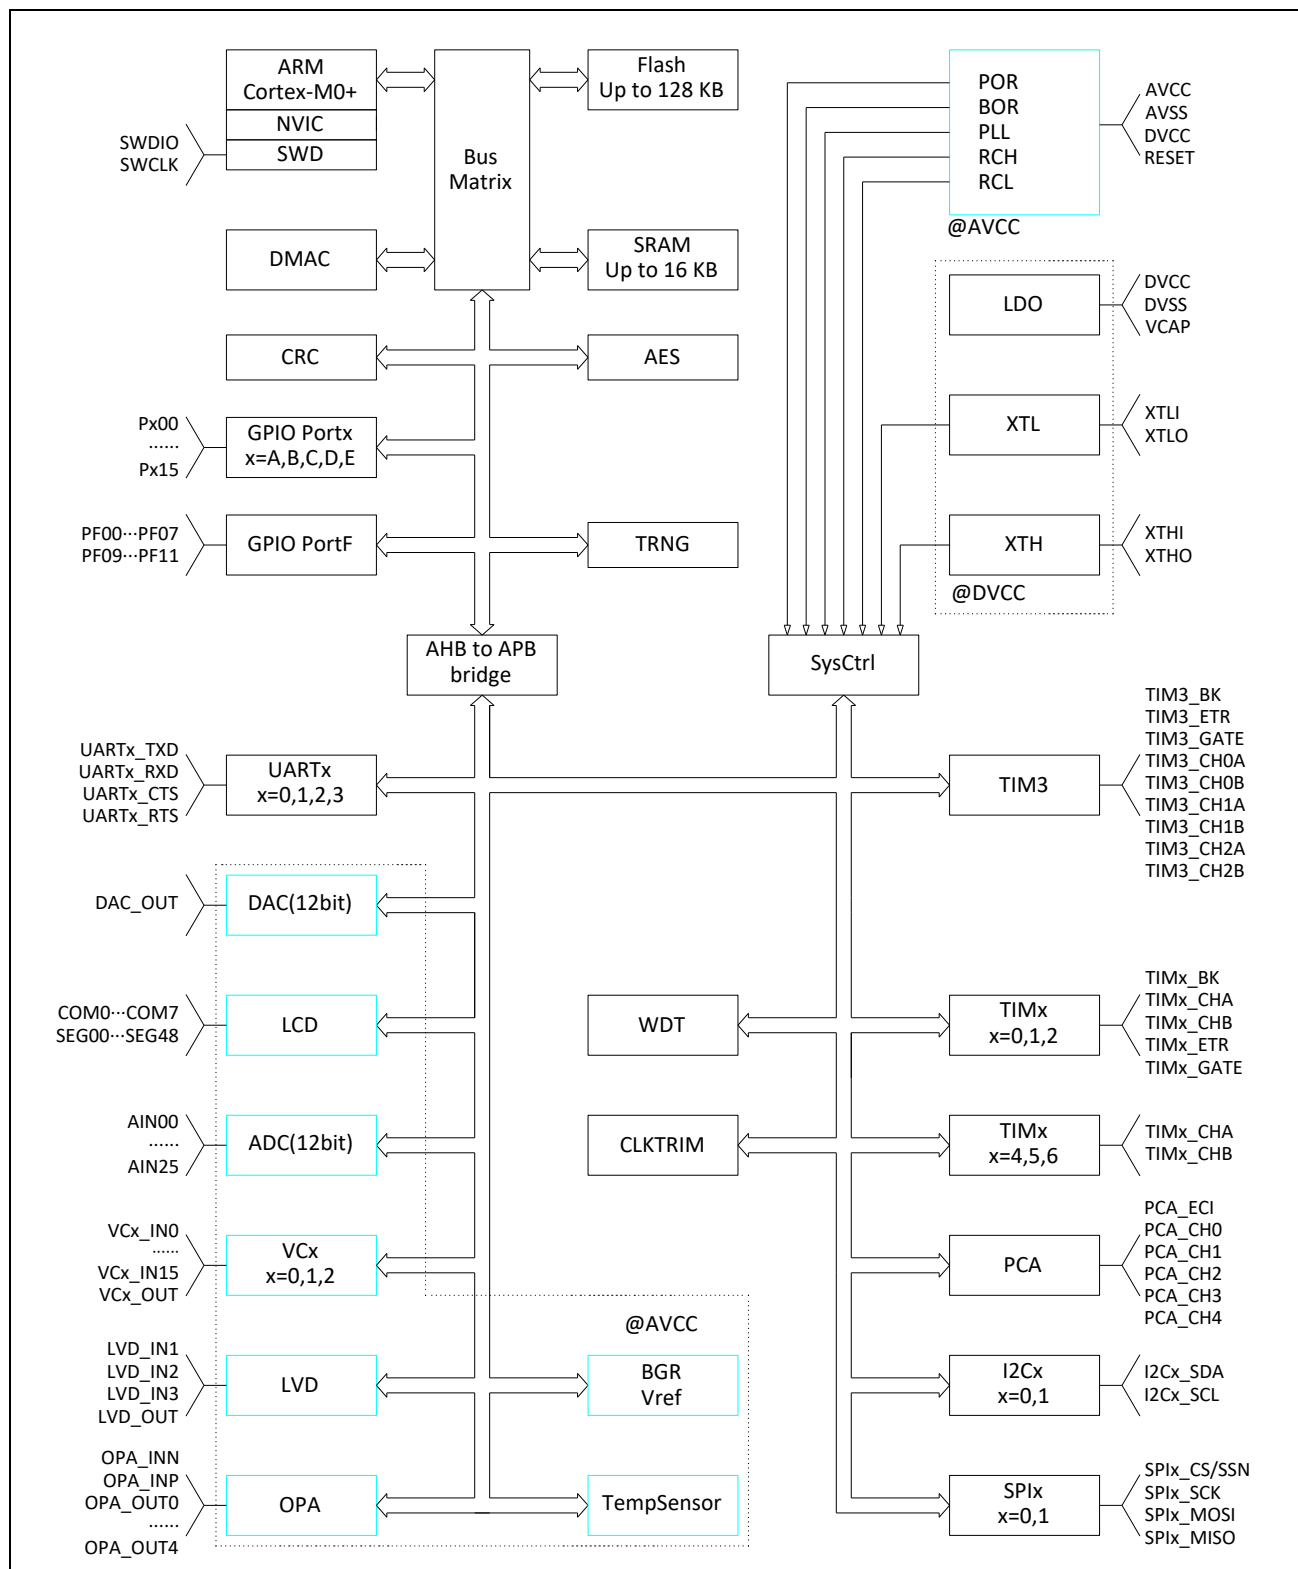 ARM
Cortex-M0+
NVIC
SWD
SWDIO
SWCLK
Bus
Matrix
Flash
Up to 128 KB
DMAC
SRAM
Up to 16 KB
POR
BOR
PLL
RCH
RCL
@AVCC
AVCC
AVSS
DVCC
RESET
LDO
DVCC
DVSS
VCAP
CRC
AES
XTL
XTLI
XTLO
Px00
······
Px15
GPIO Portx
x=A,B,C,D,E
PF00···PF07
PF09···PF11
GPIO PortF
TRNG
XTH
@DVCC
XTHI
XTHO
AHB to APB
bridge
SysCtrl
UARTx_TXD
UARTx_RXD
UARTx_CTS
UARTx_RTS
UARTx
x=0,1,2,3
TIM3
TIM3_BK
TIM3_ETR
TIM3_GATE
TIM3_CH0A
TIM3_CH0B
TIM3_CH1A
TIM3_CH1B
TIM3_CH2A
TIM3_CH2B
DAC_OUT
DAC(12bit)
COM0···COM7
SEG00···SEG48
LCD
WDT
TIMx
x=0,1,2
TIMx_BK
TIMx_CHA
TIMx_CHB
TIMx_ETR
TIMx_GATE
AIN00
······
AIN25
ADC(12bit)
CLKTRIM
TIMx
x=4,5,6
TIMx_CHA
TIMx_CHB
VCx_IN0
······
VCx_IN15
VCx_OUT
VCx
x=0,1,2
PCA
PCA_ECI
PCA_CH0
PCA_CH1
PCA_CH2
PCA_CH3
PCA_CH4
@AVCC
LVD_IN1
LVD_IN2
LVD_IN3
LVD_OUT
LVD
BGR
Vref
I2Cx
x=0,1
I2Cx_SDA
I2Cx_SCL
OPA_INN
OPA_INP
OPA_OUT0
······
OPA_OUT4
OPA
TempSensor
SPIx
x=0,1
SPIx_CS/SSN
SPIx_SCK
SPIx_MOSI
SPIx_MISO